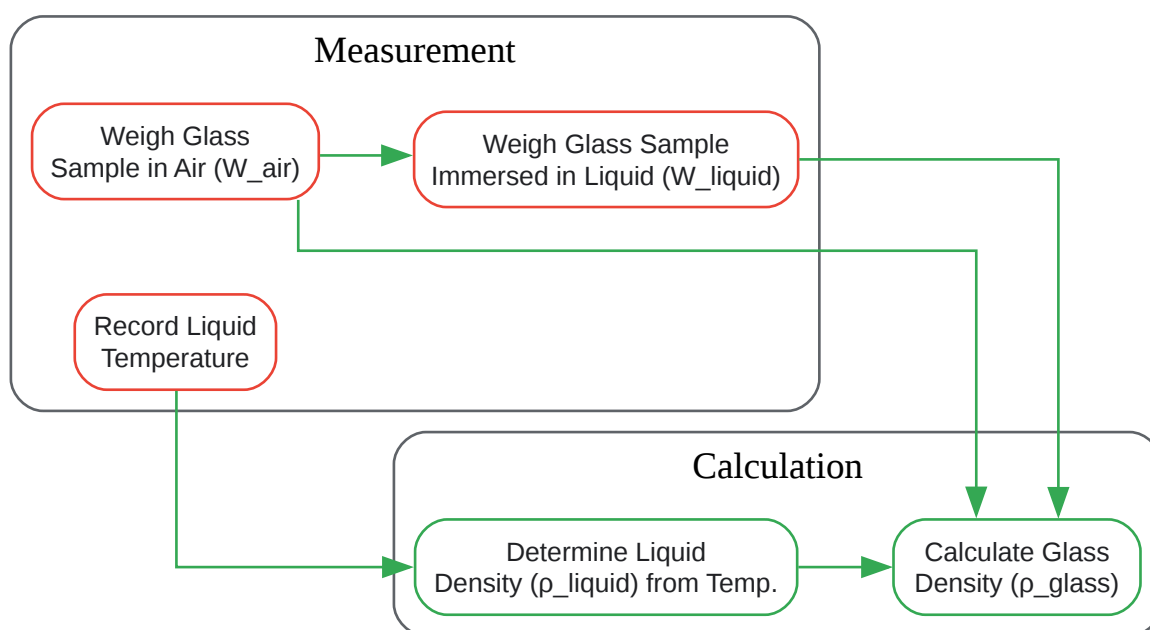 Measurement
Weigh Glass
Sample in Air (W_air)
Weigh Glass Sample
Immersed in Liquid (W_liquid)
Record Liquid
Temperature
Calculation
Determine Liquid
Density (ρ_liquid) from Temp.
Calculate Glass
Density (ρ_glass)